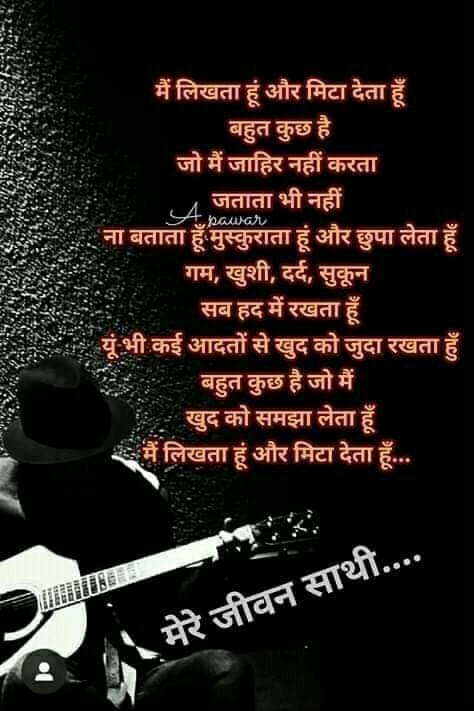 मैं लिखता हूं और मिटा देता हूँ
बहुत कुछ है
जो मैं जाहिर नहीं करता
जताता भी नहीं
A pawar
ना बताता हूँ मुस्कुराता हूं और छुपा लेता हूँ
गम, खुशी, दर्द, सुकून
सब हद में रखता हूँ
यूं भी कई आदतों से खुद को जुदा रखता हुँ
बहुत कुछ है जो मैं
खुद को समझा लेता हूँ
मैं लिखता हूं और मिटा देता हूँ...
मेरे जीवन साथी....